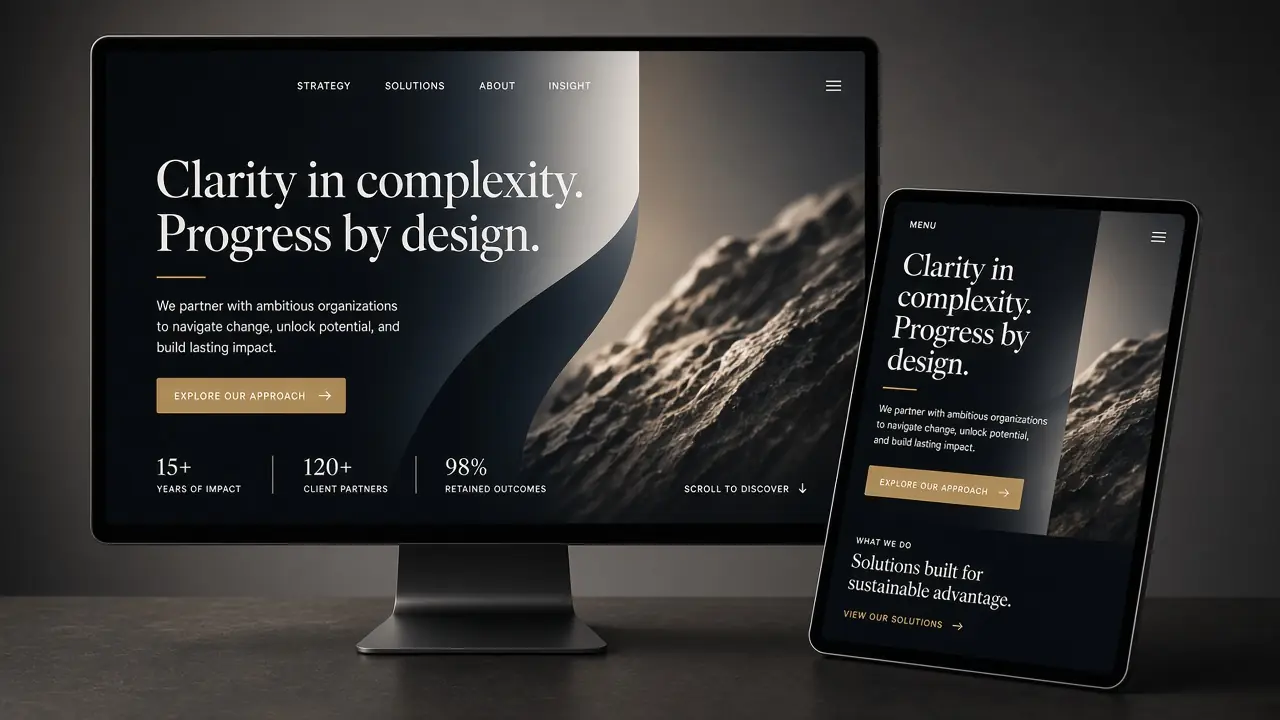 STRATEGY SOLUTIONS ABOUT INSIGHT
Clarity in complexity.
Progress by design.
We partner with ambitious organizations
to navigate change, unlock potential, and
build lasting impact.
EXPLORE OUR APPROACH →
15+
YEARS OF IMPACT
120+
CLIENT PARTNERS
98%
RETAINED OUTCOMES
SCROLL TO DISCOVER ↓
MENU
Clarity in
complexity.
Progress by
design.
We partner with ambitious organizations
to navigate change, unlock potential,
and build lasting impact.
EXPLORE OUR APPROACH →
WHAT WE DO
Solutions built for
sustainable advantage.
VIEW OUR SOLUTIONS →